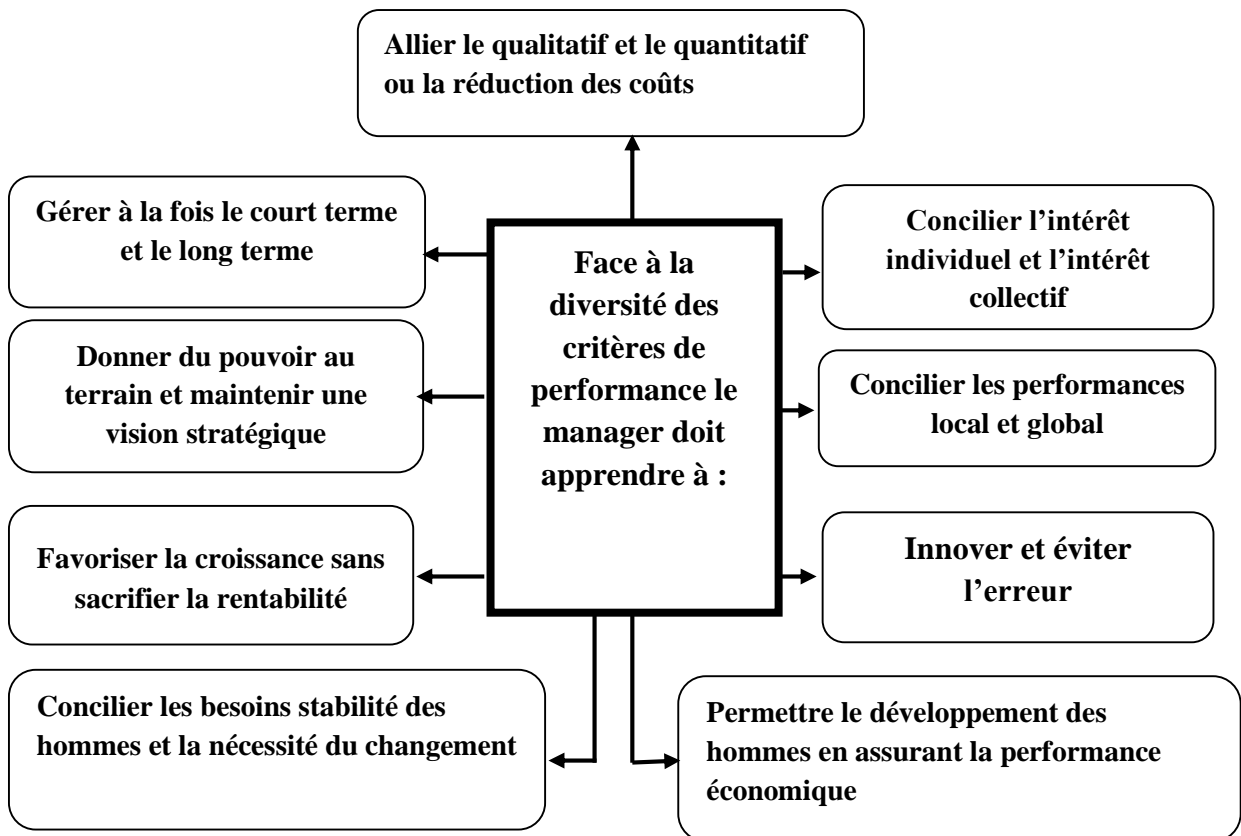 Allier le qualitatif et le quantitatif
ou la réduction des coûts
Gérer à la fois le court terme
et le long terme
Donner du pouvoir au
terrain et maintenir une
vision stratégique
Favoriser la croissance sans
sacrifier la rentabilité
Concilier les besoins stabilité des
hommes et la nécessité du changement
Face à la
diversité des
critères de
performance le
manager doit
apprendre à :
Concilier l’intérêt
individuel et l’intérêt
collectif
Concilier les performances
local et global
Innover et éviter
l’erreur
Permettre le développement des
hommes en assurant la performance
économique